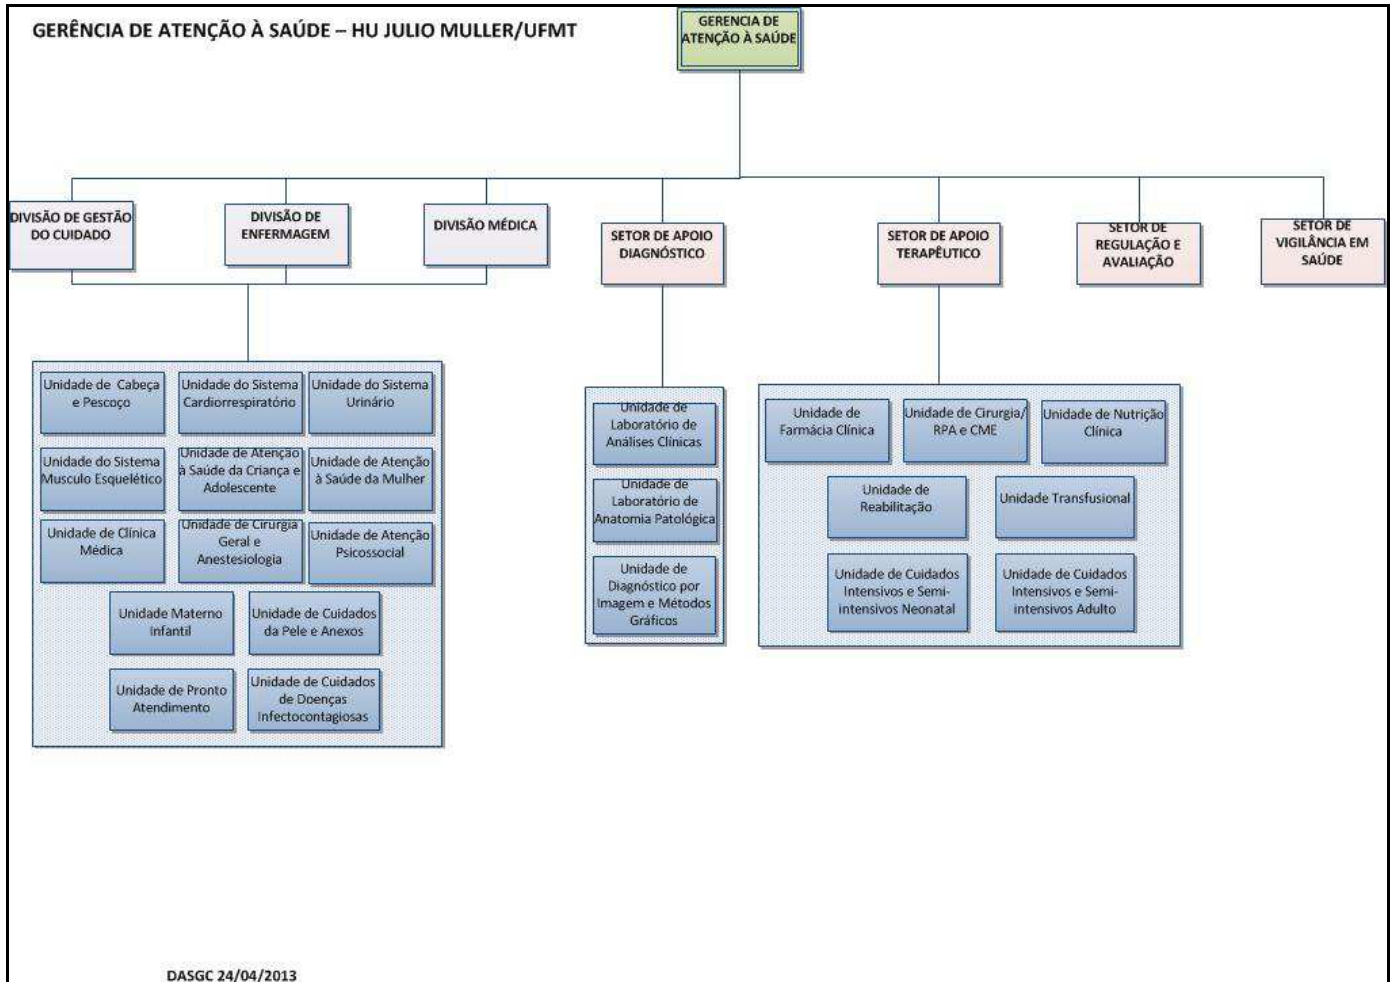 GERÊNCIA DE ATENÇÃO À SAÚDE – HU JULIO MULLER/UFMT
GERENCIA DE
ATENÇÃO À SAÚDE
DIVISÃO DE GESTÃO
DO CUIDADO
DIVISÃO DE
ENFERMAGEM
DIVISÃO MÉDICA
SETOR DE APOIO
DIAGNÓSTICO
SETOR DE APOIO
TERAPÊUTICO
SETOR DE
REGULAÇÃO E
AVALIAÇÃO
SETOR DE
VIGILÂNCIA EM
SAÚDE
Unidade de Cabeça
e Pescoço
Unidade do Sistema
Cardiorrespiratório
Unidade do Sistema
Urinário
Unidade do Sistema
Musculo Esquelético
Unidade de Atenção
à Saúde da Criança e
Adolescente
Unidade de Atenção
à Saúde da Mulher
Unidade de Clínica
Médica
Unidade de Cirurgia
Geral e
Anestesiologia
Unidade de Atenção
Psicossocial
Unidade Materno
Infantil
Unidade de Cuidados
da Pele e Anexos
Unidade de Pronto
Atendimento
Unidade de Cuidados
de Doenças
Infectocontagiosas
Unidade de
Laboratório de
Análises Clínicas
Unidade de
Laboratório de
Anatomia Patológica
Unidade de
Diagnóstico por
Imagem e Métodos
Gráficos
Unidade de
Farmácia Clínica
Unidade de Cirurgia/
RPA e CME
Unidade de Nutrição
Clínica
Unidade de
Reabilitação
Unidade Transfusional
Unidade de Cuidados
Intensivos e Semi-
intensivos Neonatal
Unidade de Cuidados
Intensivos e Semi-
intensivos Adulto
DASGC 24/04/2013